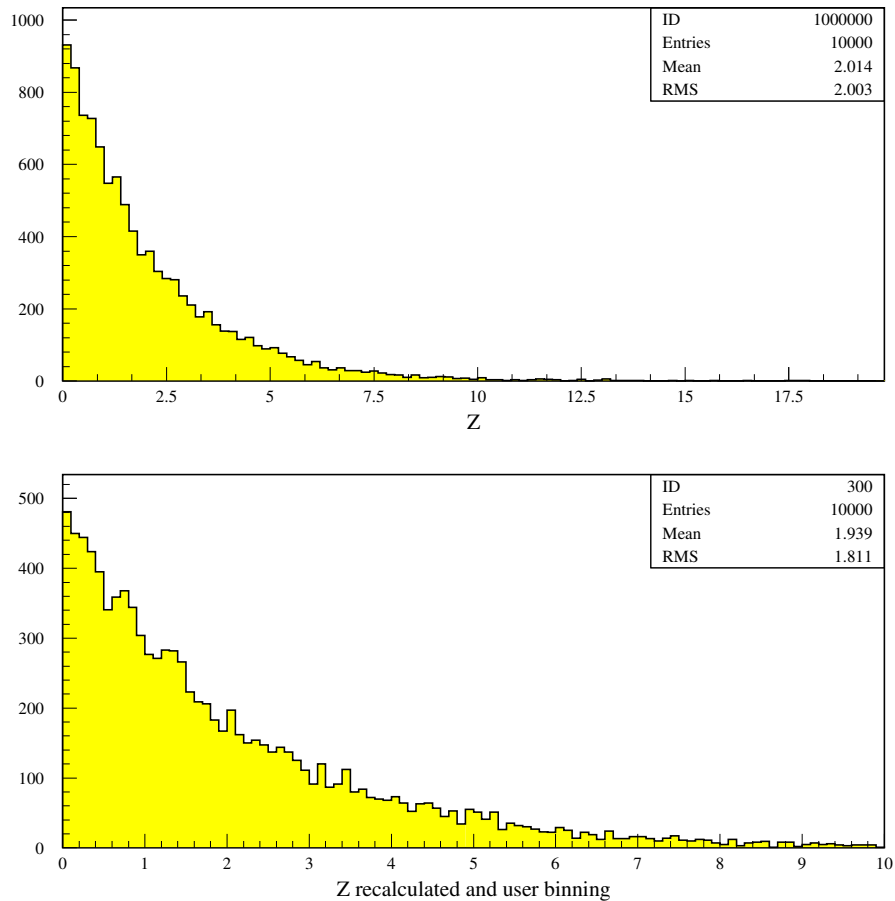 1000
800
600
400
200
0
0 2.5 5 7.5 10 12.5 15 17.5
Z
ID 1000000
Entries 10000
Mean 2.014
RMS 2.003
500
400
300
200
100
0
0 1 2 3 4 5 6 7 8 9 10
Z recalculated and user binning
ID 300
Entries 10000
Mean 1.939
RMS 1.811